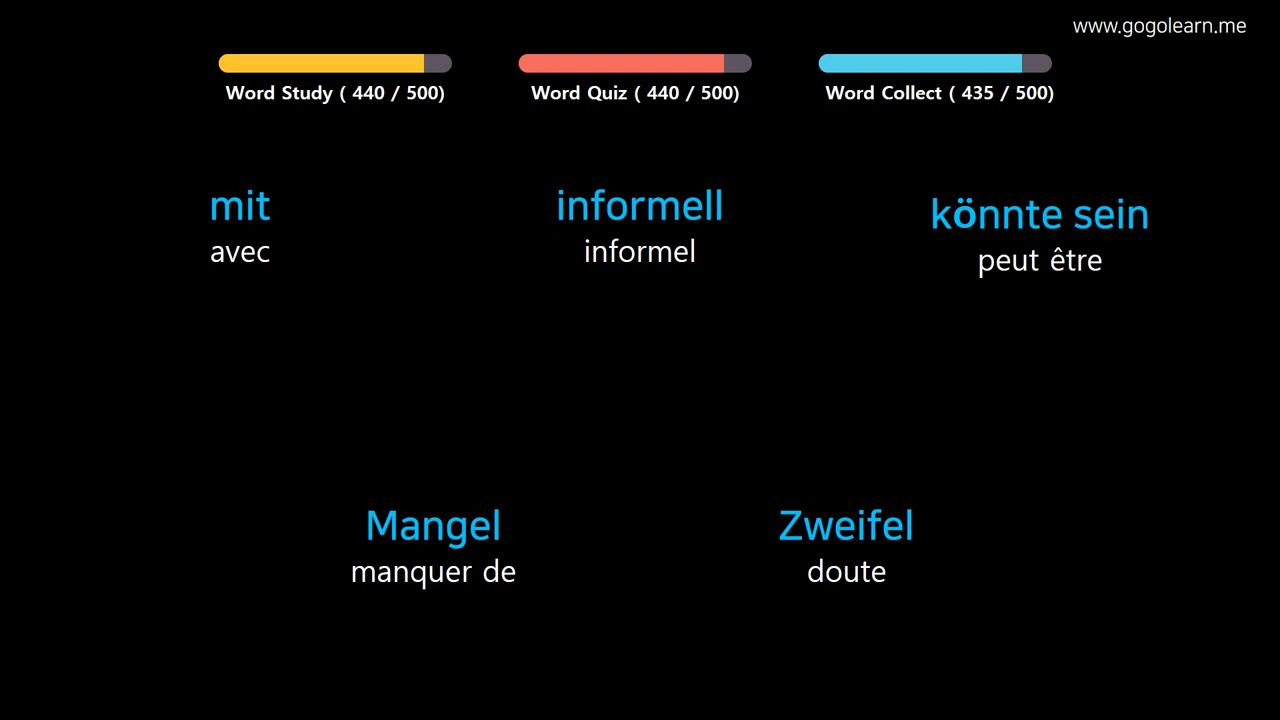 www.gogolearn.me
Word Study ( 440 / 500)
Word Quiz ( 440 / 500)
Word Collect ( 435 / 500)
mit
avec
informell
informel
könnte sein
peut être
Mangel
manquer de
Zweifel
doute